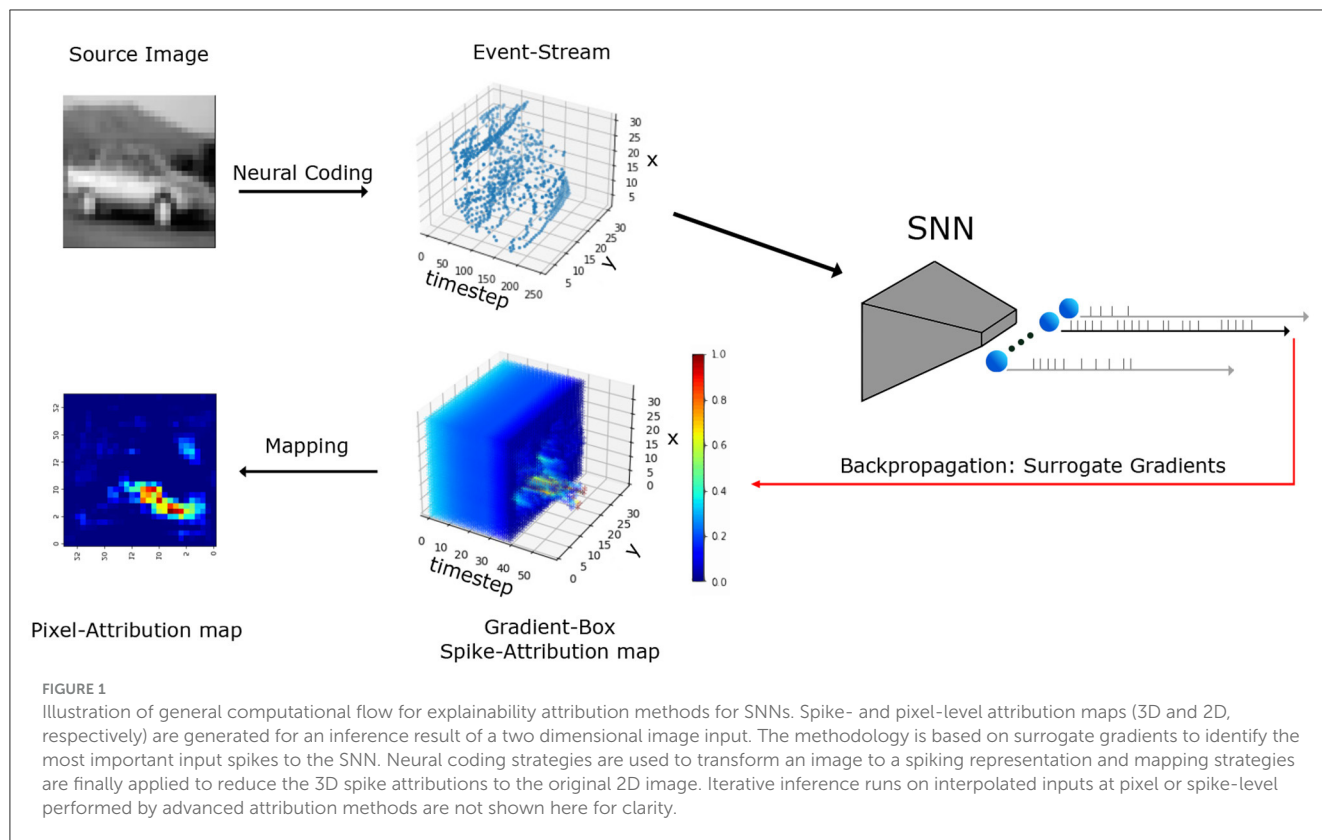 Source Image
Event-Stream
Neural Coding
30
25
20
15
10
5
x
30
25
20
15
10
5
y
0
50
100
150
200
250
timestep
SNN
Backpropagation: Surrogate Gradients
1.0
0.8
0.6
0.4
0.2
0.0
30
25
20
15
10
5
0
x
30
25
20
15
10
5
0
y
0
10
20
30
40
50
timestep
Mapping
Pixel-Attribution map
Gradient-Box
Spike-Attribution map
FIGURE 1
Illustration of general computational flow for explainability attribution methods for SNNs. Spike- and pixel-level attribution maps (3D and 2D,
respectively) are generated for an inference result of a two dimensional image input. The methodology is based on surrogate gradients to identify the
most important input spikes to the SNN. Neural coding strategies are used to transform an image to a spiking representation and mapping strategies
are finally applied to reduce the 3D spike attributions to the original 2D image. Iterative inference runs on interpolated inputs at pixel or spike-level
performed by advanced attribution methods are not shown here for clarity.